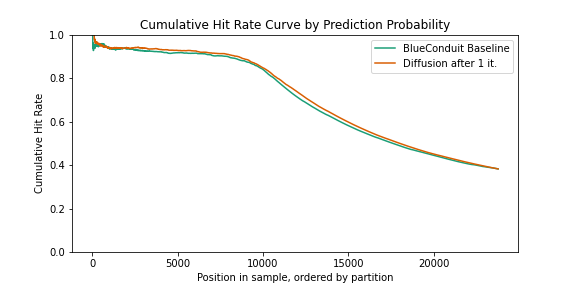 Cumulative Hit Rate Curve by Prediction Probability
1.0
0.8
0.6
0.4
0.2
0.0
Cumulative Hit Rate
BlueConduit Baseline
Diffusion after 1 it.
0
5000
10000
15000
20000
Position in sample, ordered by partition